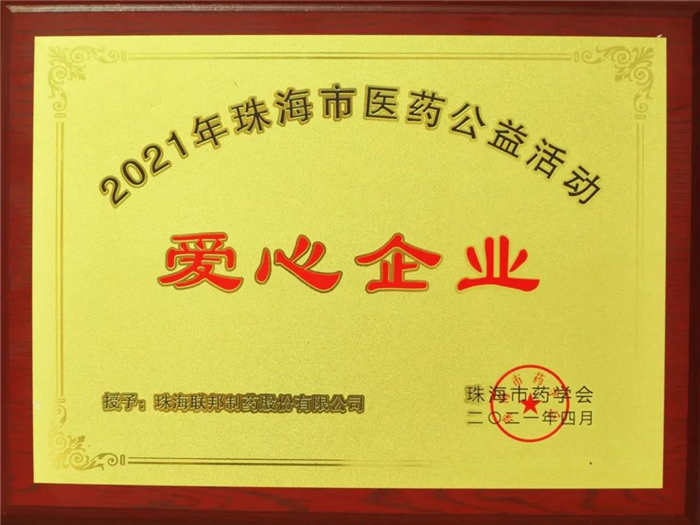 2021年珠海市医药公益活动
爱心企业
授予：珠海联邦制药股份有限公司
珠海市药学会
二〇二一年四月